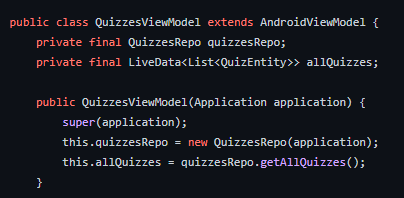 public class QuizzesViewModel extends AndroidViewModel {
    private final QuizzesRepo quizzesRepo;
    private final LiveData<List<QuizEntity>> allQuizzes;

    public QuizzesViewModel(Application application) {
        super(application);
        this.quizzesRepo = new QuizzesRepo(application);
        this.allQuizzes = quizzesRepo.getAllQuizzes();
    }